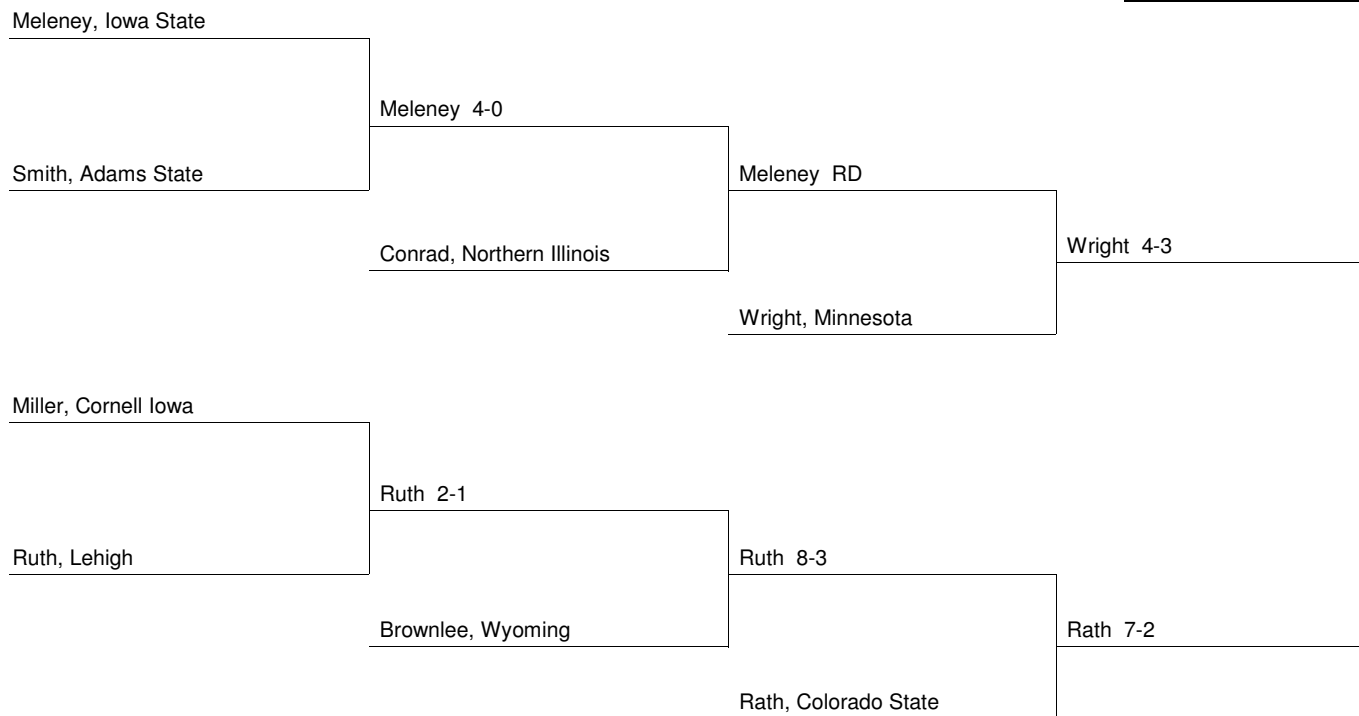 Meleney, Iowa State
Meleney 4-0
Smith, Adams State
Meleney RD
Conrad, Northern Illinois
Wright 4-3
Wright, Minnesota
Miller, Cornell Iowa
Ruth 2-1
Ruth, Lehigh
Ruth 8-3
Brownlee, Wyoming
Rath 7-2
Rath, Colorado State